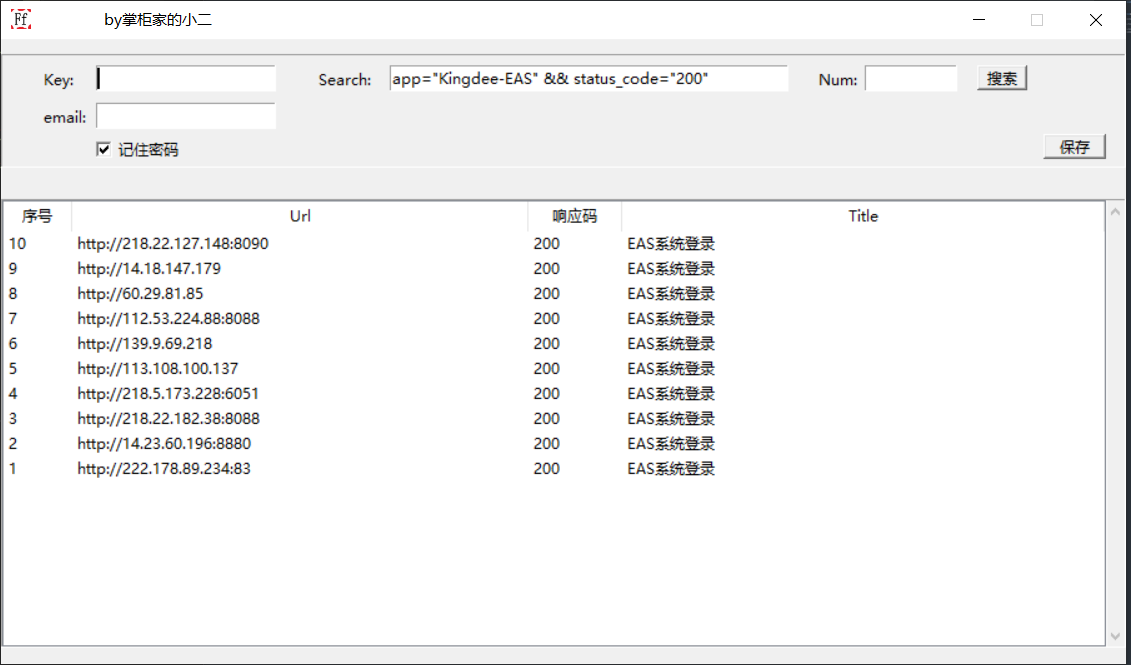 Ff by掌柜家的小二
Key: Search: app="Kingdee-EAS" && status_code="200" Num: 搜索
email:
记住密码 保存
序号 Url 响应码 Title
10 http://218.22.127.148:8090 200 EAS系统登录
9 http://14.18.147.179 200 EAS系统登录
8 http://60.29.81.85 200 EAS系统登录
7 http://112.53.224.88:8088 200 EAS系统登录
6 http://139.9.69.218 200 EAS系统登录
5 http://113.108.100.137 200 EAS系统登录
4 http://218.5.173.228:6051 200 EAS系统登录
3 http://218.22.182.38:8088 200 EAS系统登录
2 http://14.23.60.196:8880 200 EAS系统登录
1 http://222.178.89.234:83 200 EAS系统登录